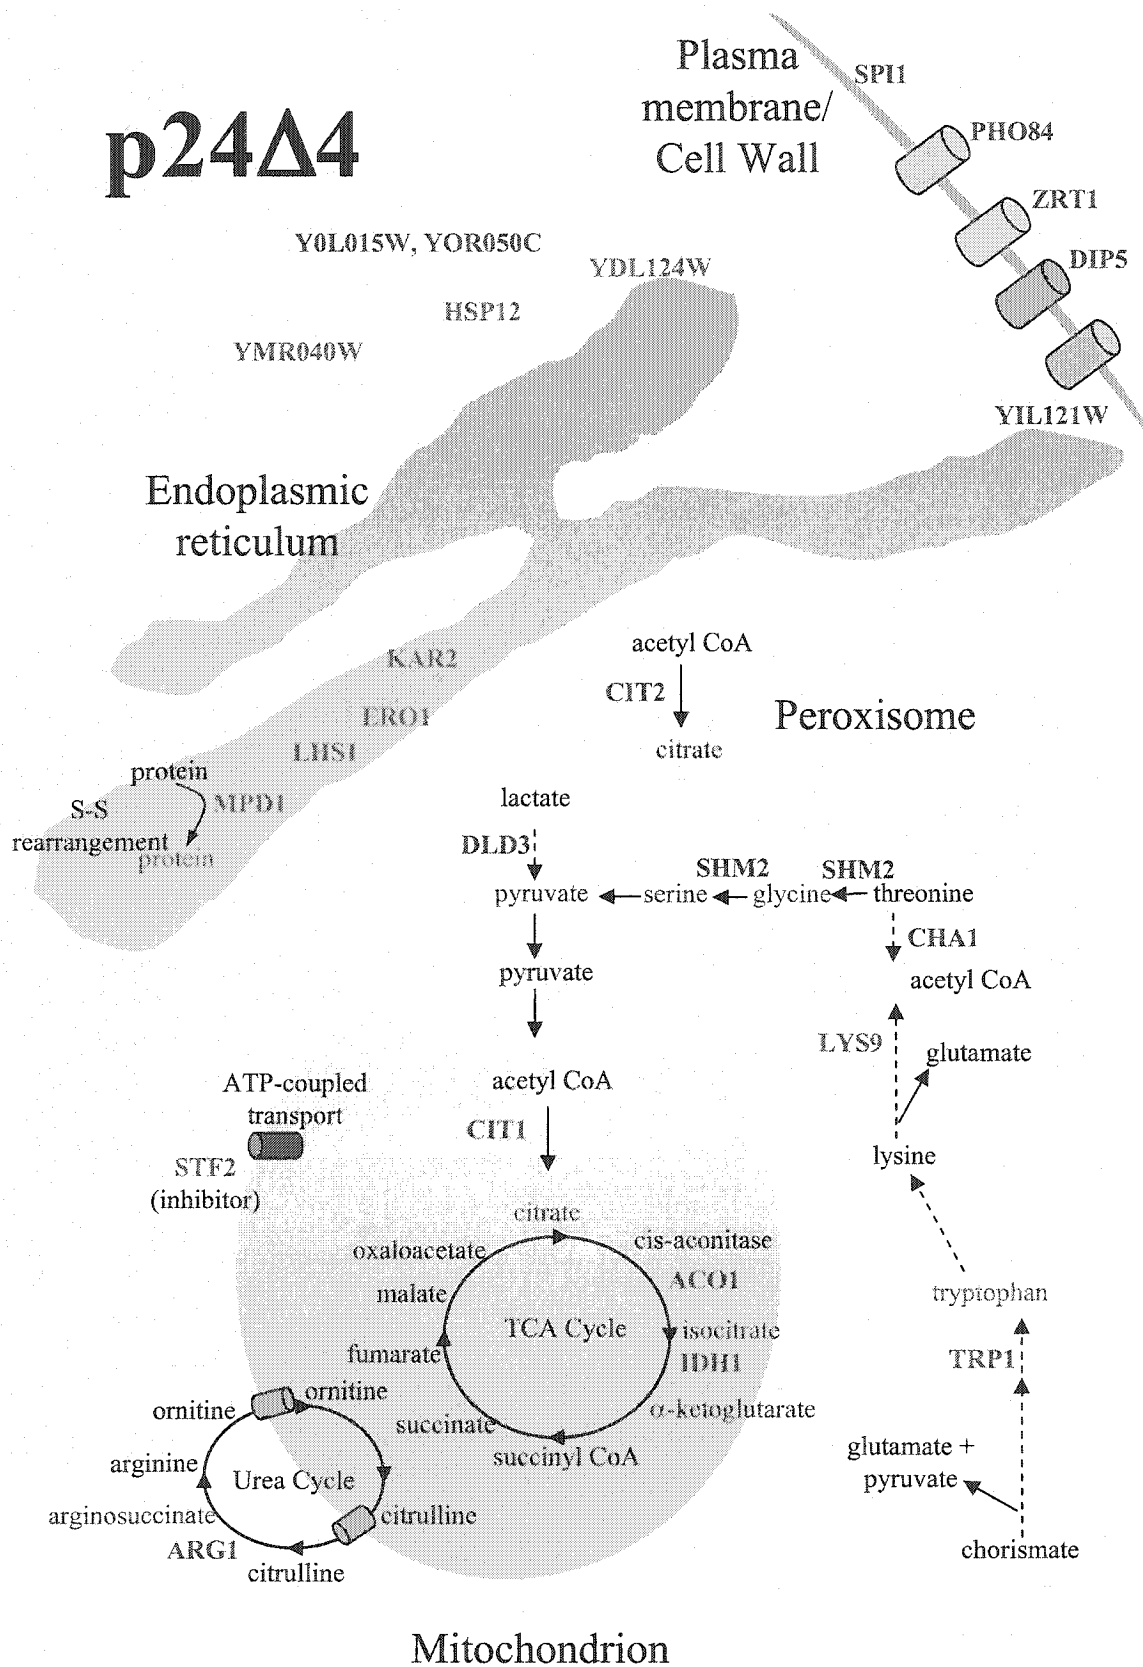 Plasma
membrane/
Cell Wall
SPI1
p24Δ4
PHO84
ZRT1
DIP5
YIL121W
Y0L015W, YOR050C
YDL124W
HSP12
YMR040W
Endoplasmic
reticulum
KAR2
ERO1
LHS1
protein
S-S
MPD1
rearrangement
protein
acetyl CoA
CIT2
Peroxisome
citrate
lactate
DLD3
SHM2 SHM2
pyruvate serine glycine threonine
CHA1
pyruvate
acetyl CoA
LYS9
glutamate
lysine
acetyl CoA
CIT1
ATP-coupled
transport
STF2
(inhibitor)
citrate
oxaloacetate
cis-aconitase
ACO1
malate
TCA Cycle
isocitrate
fumarate
IDH1
α-ketoglutarate
succinate
succinyl CoA
tryptophan
TRP1
glutamate +
pyruvate
chorismate
ornitine
ornitine
arginine
Urea Cycle
arginosuccinate
citrulline
ARG1
citrulline
Mitochondrion